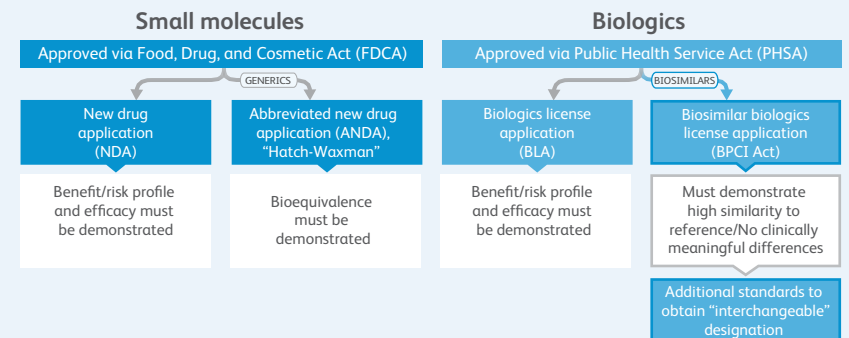 Small molecules
Approved via Food, Drug, and Cosmetic Act (FDCA)
GENERICS
New drug
application
(NDA)
Benefit/risk profile
and efficacy must
be demonstrated
Abbreviated new drug
application (ANDA),
“Hatch-Waxman”
Bioequivalence
must be
demonstrated
Biologics
Approved via Public Health Service Act (PHSA)
BIOSIMILARS
Biologics license
application
(BLA)
Benefit/risk profile
and efficacy must
be demonstrated
Biosimilar biologics
license application
(BPCI Act)
Must demonstrate
high similarity to
reference/No clinically
meaningful differences
Additional standards to
obtain “interchangeable”
designation